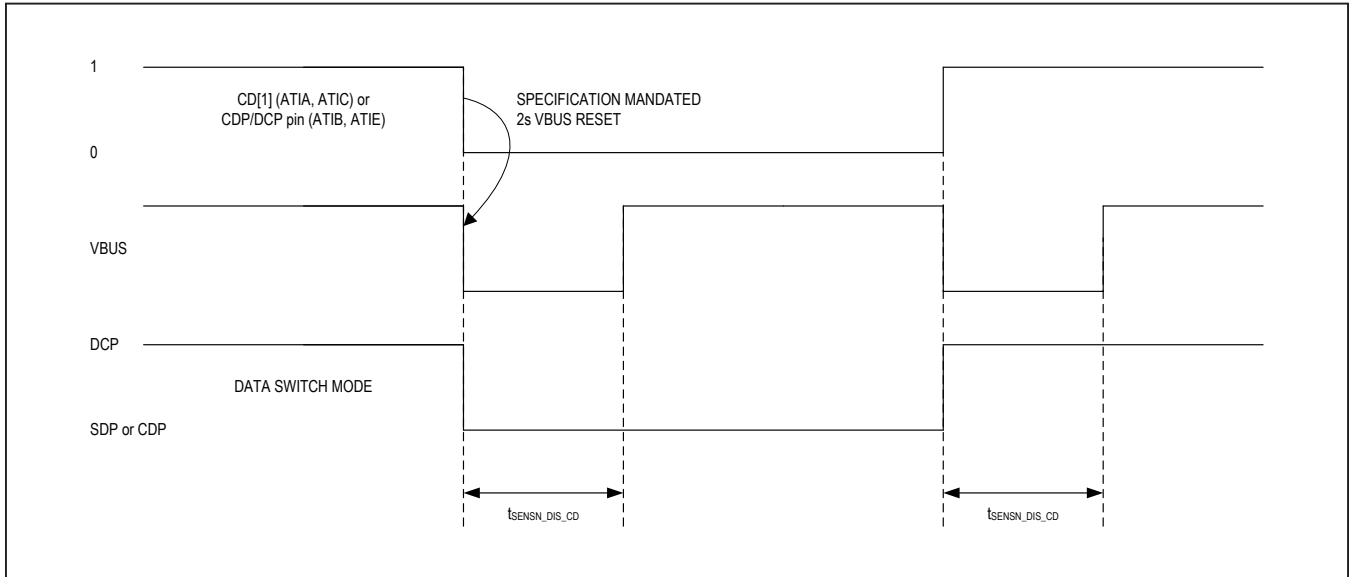 1
CD[1] (ATIA, ATIC) or
CDP/DCP pin (ATIB, ATIE)
SPECIFICATION MANDATED
2s VBUS RESET
0
VBUS
DCP
DATA SWITCH MODE
SDP or CDP
tSENSN_DIS_CD
tSENSN_DIS_CD